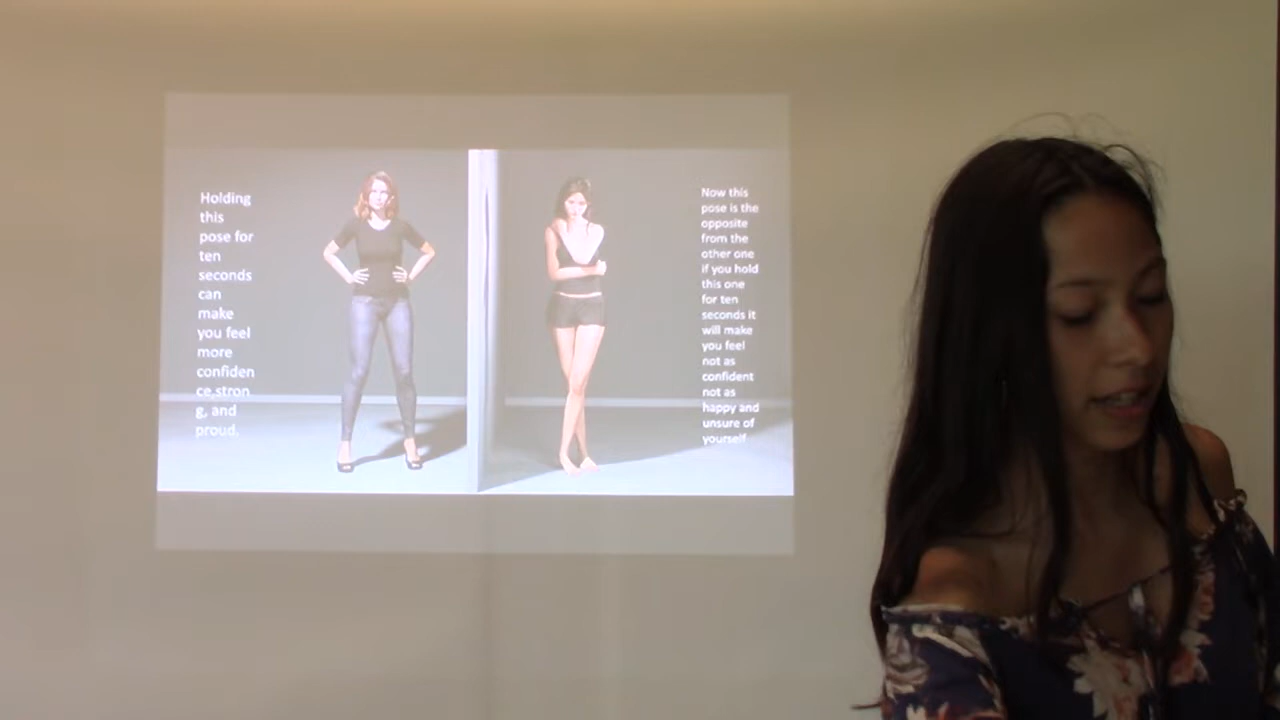 Holding
this
pose for
ten
seconds
can
make
you feel
more
confiden
ce,stron
g, and
proud.
Now this
pose is the
opposite
from the
other one
if you hold
this one
for ten
seconds it
will make
you feel
not as
confident
not as
happy and
unsure of
yourself